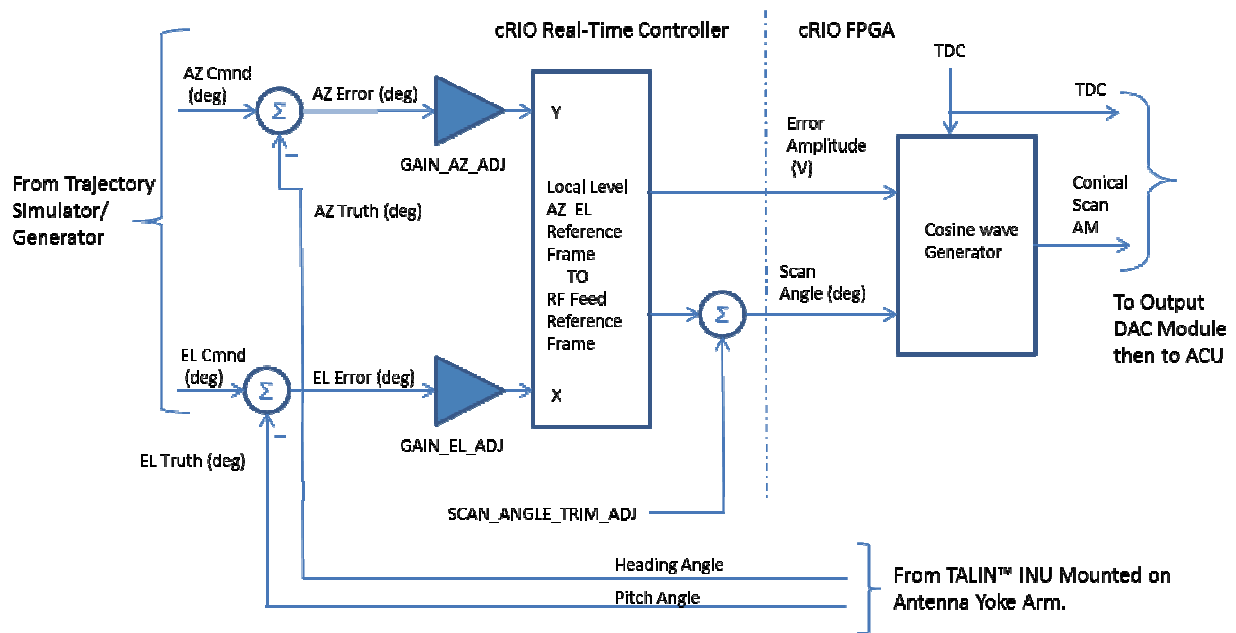 cRIO Real-Time Controller
cRIO FPGA
TDC
TDC
AZ Cmnd
(deg)
Σ
AZ Error (deg)
GAIN_AZ_ADJ
AZ Truth (deg)
From Trajectory
Simulator/
Generator
Y
Local Level
AZ EL
Reference
Frame
TO
RF Feed
Reference
Frame
X
Error
Amplitude
(V)
Cosine wave
Generator
Conical
Scan
AM
Scan
Angle (deg)
Σ
To Output
DAC Module
then to ACU
EL Cmnd
(deg)
Σ
EL Error (deg)
GAIN_EL_ADJ
EL Truth (deg)
SCAN_ANGLE_TRIM_ADJ
Heading Angle
Pitch Angle
From TALIN™ INU Mounted on
Antenna Yoke Arm.